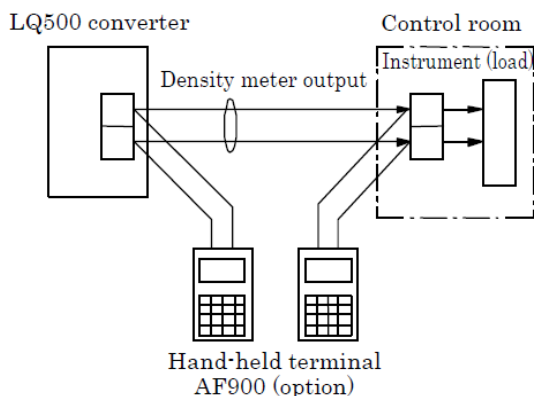 LQ500 converter
Control room
Instrument (load)
Density meter output
Hand-held terminal
AF900 (option)